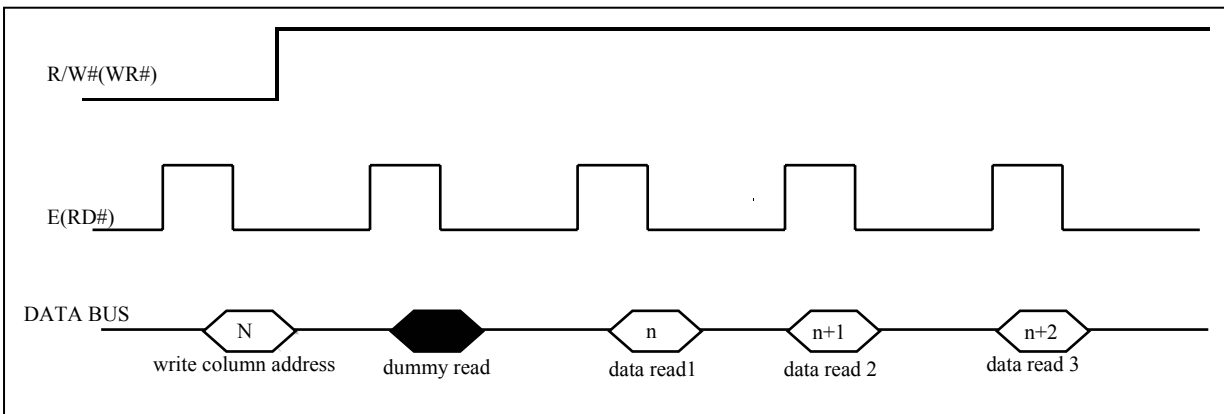 R/W#(WR#)
E(RD#)
DATA BUS
N
n
n+1
n+2
write column address
dummy read
data read1
data read 2
data read 3